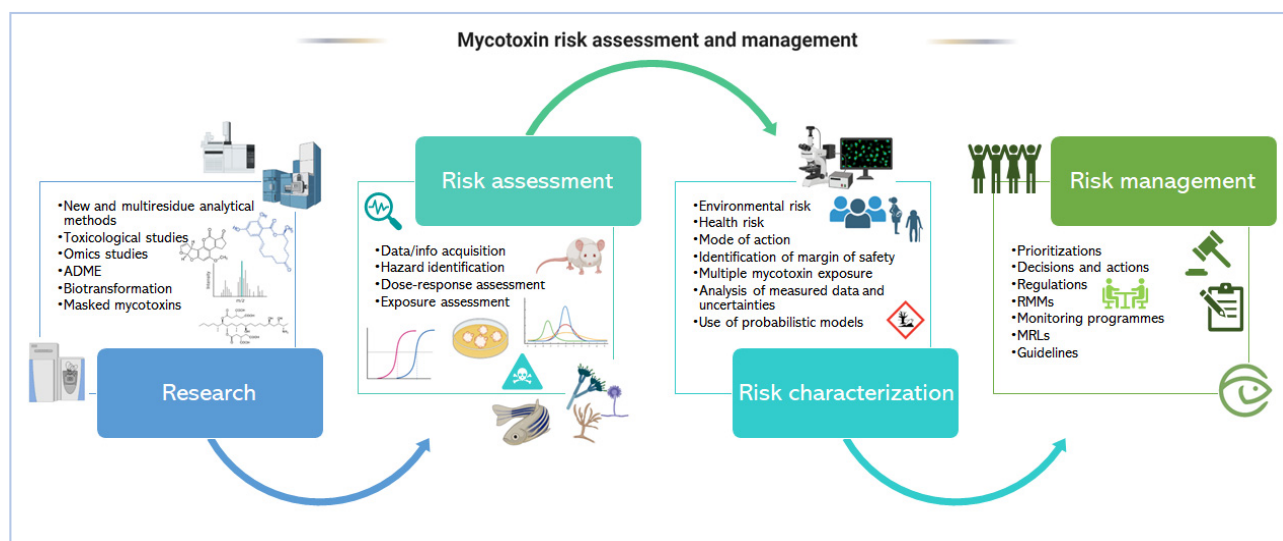 Mycotoxin risk assessment and management
•New and multiresidue analytical
methods
•Toxicological studies
•Omics studies
•ADME
•Biotransformation
•Masked mycotoxins
Research
Risk assessment
•Data/info acquisition
•Hazard identification
•Dose-response assessment
•Exposure assessment
•Environmental risk
•Health risk
•Mode of action
•Identification of margin of safety
•Multiple mycotoxin exposure
•Analysis of measured data and
uncertainties
•Use of probabilistic models
Risk characterization
Risk management
•Prioritizations
•Decisions and actions
•Regulations
•RMMs
•Monitoring programmes
•MRLs
•Guidelines